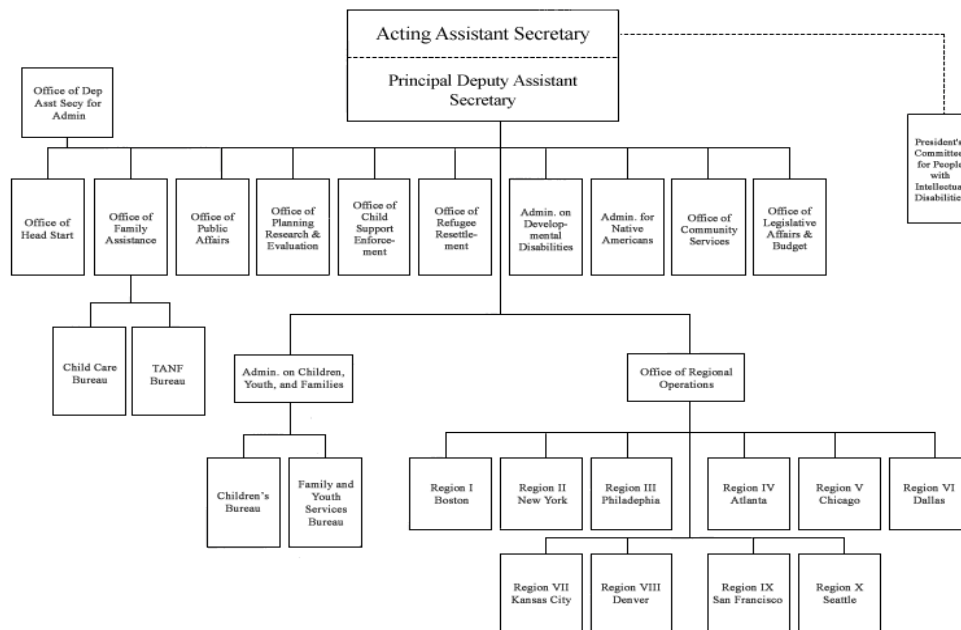 Acting Assistant Secretary
Principal Deputy Assistant
Secretary
Office of Dep
Asst Secy for
Admin
President's
Committee
for People
with
Intellectua
Disabilitie
Office of
Head Start
Office of
Family
Assistance
Office of
Public
Affairs
Office of
Planning
Research &
Evaluation
Office of
Child
Support
Enforce-
ment
Office of
Refugee
Resettle-
ment
Admin. on
Develop-
mental
Disabilities
Admin. for
Native
Americans
Office of
Community
Services
Office of
Legislative
Affairs &
Budget
Child Care
Bureau
TANF
Bureau
Admin. on Children,
Youth, and Families
Office of Regional
Operations
Children's
Bureau
Family and
Youth
Services
Bureau
Region I
Boston
Region II
New York
Region III
Philadephia
Region IV
Atlanta
Region V
Chicago
Region VI
Dallas
Region VII
Kansas City
Region VIII
Denver
Region IX
San Francisco
Region X
Seattle